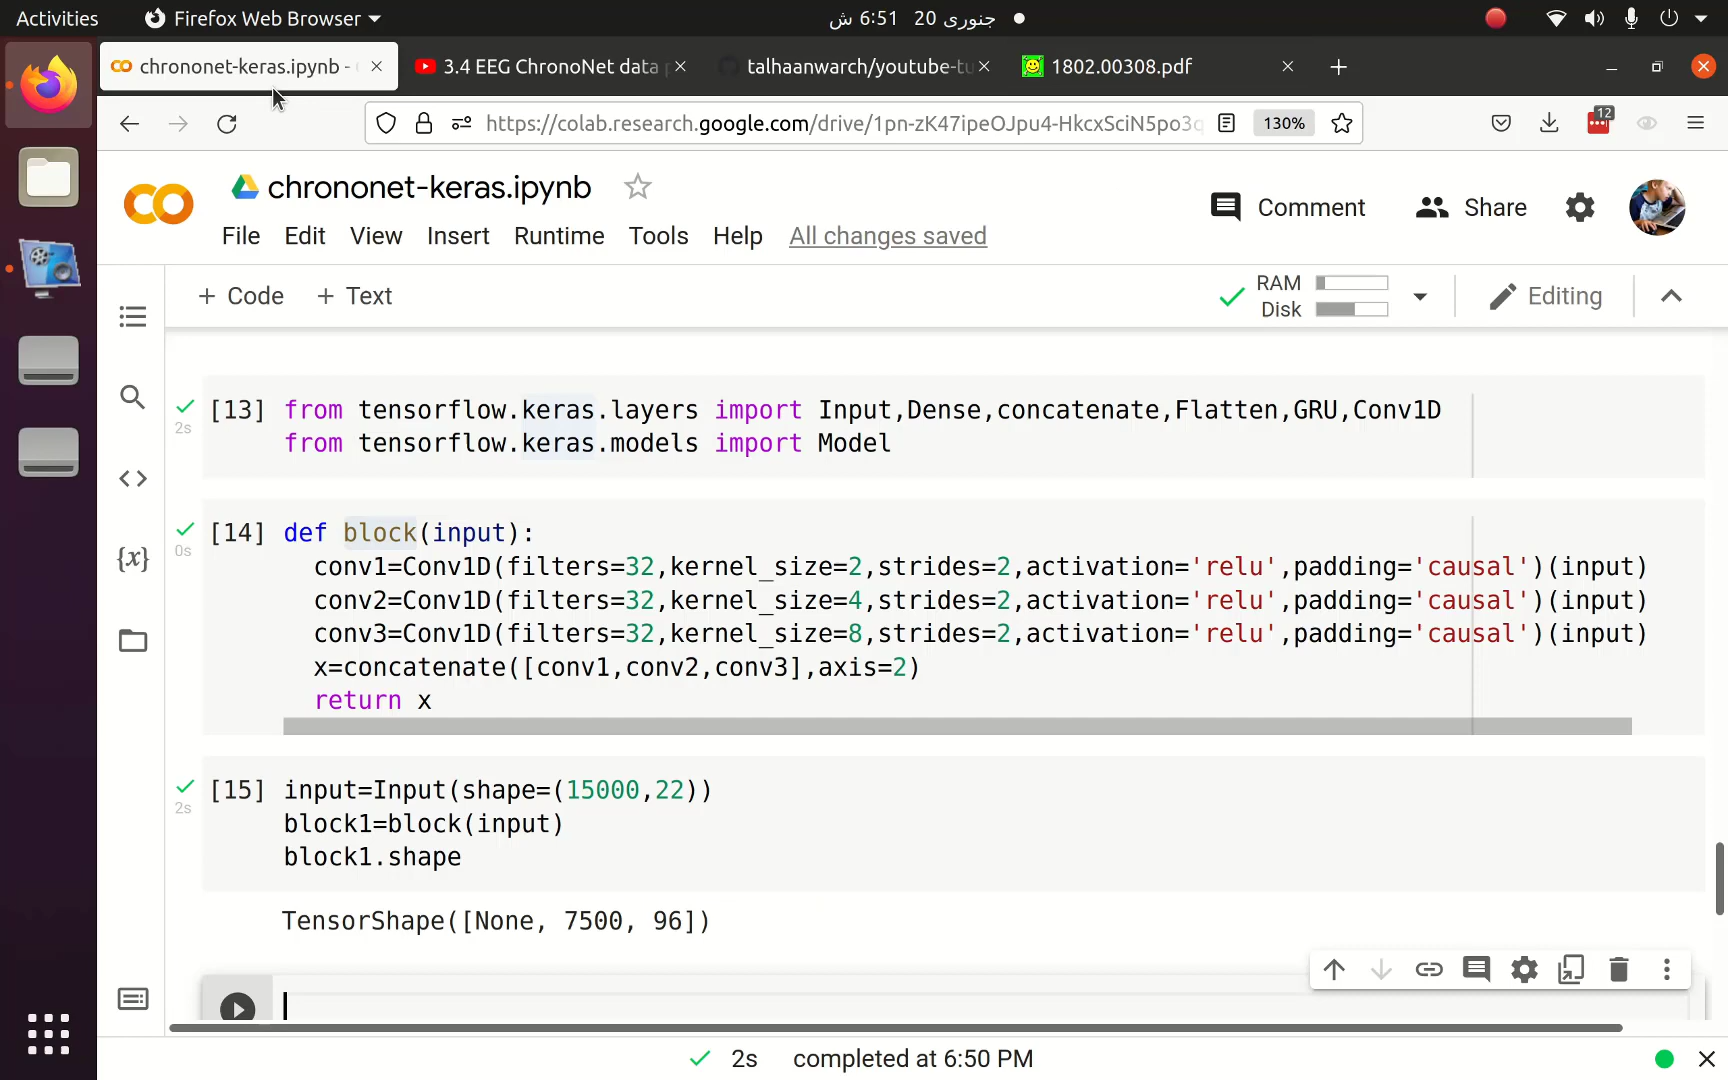 Activities
Firefox Web Browser
20 جنوری  6:51 ش
chrononet-keras.ipynb -
3.4 EEG ChronoNet data
talhaanwarch/youtube-tu
1802.00308.pdf
https://colab.research.google.com/drive/1pn-zK47ipeOJpu4-HkcxSciN5po3q
130%
12
chrononet-keras.ipynb
Comment
Share
File
Edit
View
Insert
Runtime
Tools
Help
All changes saved
+ Code
+ Text
RAM
Disk
Editing
[13] from tensorflow.keras.layers import Input,Dense,concatenate,Flatten,GRU,Conv1D
2s
from tensorflow.keras.models import Model
[14] def block(input):
0s
conv1=Conv1D(filters=32,kernel_size=2,strides=2,activation='relu',padding='causal')(input)
conv2=Conv1D(filters=32,kernel_size=4,strides=2,activation='relu',padding='causal')(input)
conv3=Conv1D(filters=32,kernel_size=8,strides=2,activation='relu',padding='causal')(input)
x=concatenate([conv1,conv2,conv3],axis=2)
return x
{x}
[15] input=Input(shape=(15000,22))
2s
block1=block(input)
block1.shape
TensorShape([None, 7500, 96])
2s completed at 6:50 PM